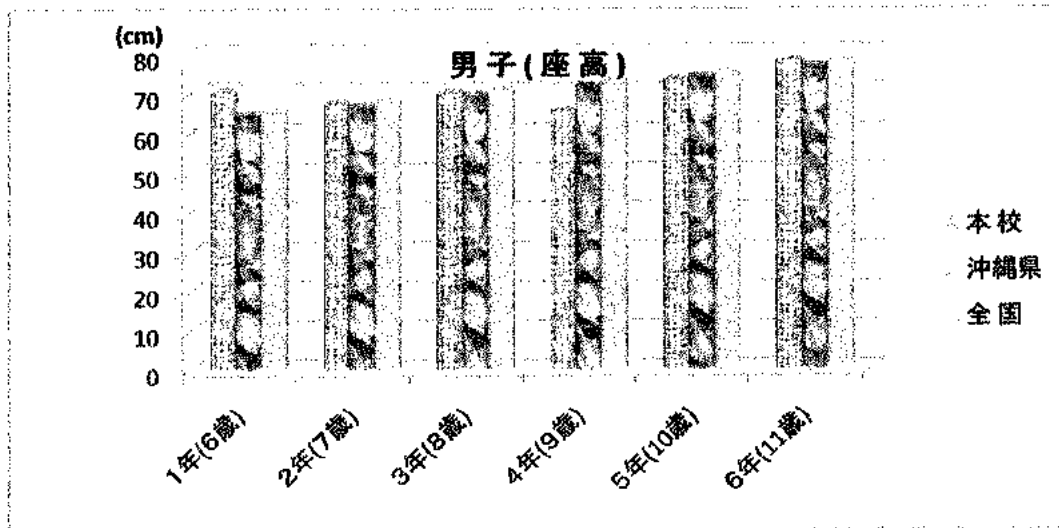 (cm)
男子(座高)
80
70
60
50
40
30
20
10
0
1年(6歳)
2年(7歳)
3年(8歳)
4年(9歳)
5年(10歳)
6年(11歳)
本校
沖縄県
全国